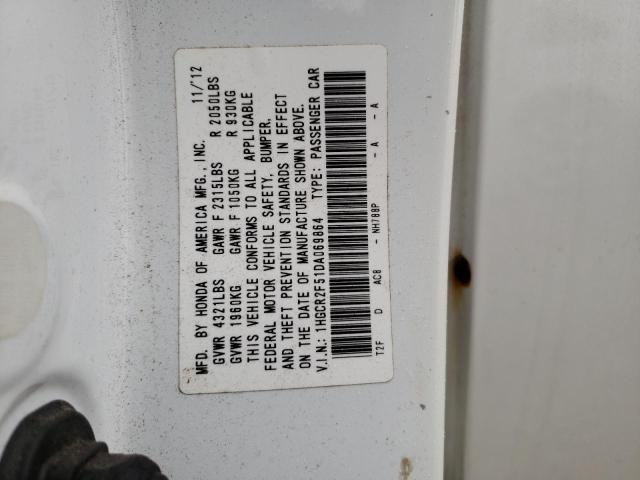 MFD. BY HONDA OF AMERICA MFG., INC. 11/'12
GVWR 4321LBS GAWR F 2315LBS R 2050LBS
GVWR 1960KG GAWR F 1050KG R 930KG
THIS VEHICLE CONFORMS TO ALL APPLICABLE
FEDERAL MOTOR VEHICLE SAFETY, BUMPER,
AND THEFT PREVENTION STANDARDS IN EFFECT
ON THE DATE OF MANUFACTURE SHOWN ABOVE.
V.I.N.: 1HGCR2F51DA069864 TYPE: PASSENGER CAR
T2F D AC8 - NH788P - A - A